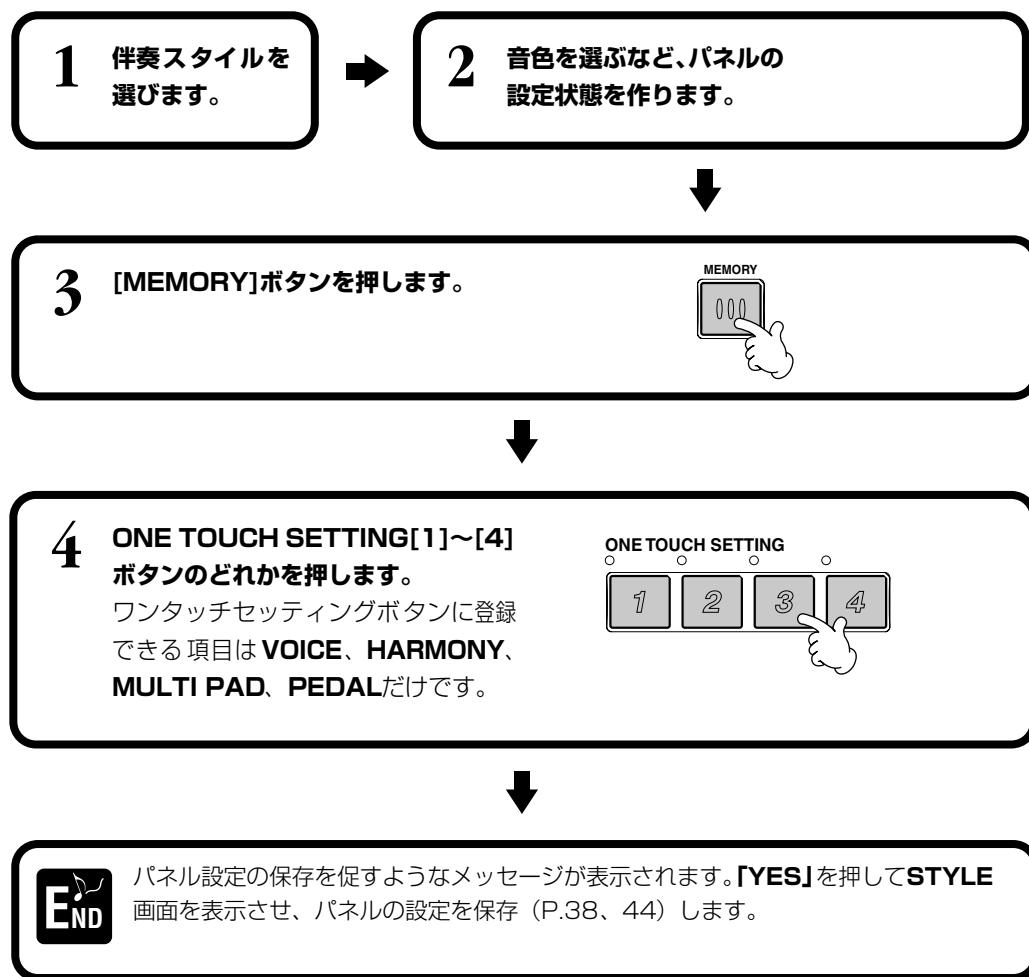 1 伴奏スタイルを
選びます。
2 音色を選ぶなど、パネルの
設定状態を作ります。
3 [MEMORY]ボタンを押します。
MEMORY
4 ONE TOUCH SETTING[1]～[4]
ボタンのどれかを押します。
ワンタッチセッティングボタンに登録
できる項目はVOICE、HARMONY、
MULTI PAD、PEDALだけです。
ONE TOUCH SETTING
1 2 3 4
END
パネル設定の保存を促すようなメッセージが表示されます。「YES」を押してSTYLE
画面を表示させ、パネルの設定を保存（P.38、44）します。